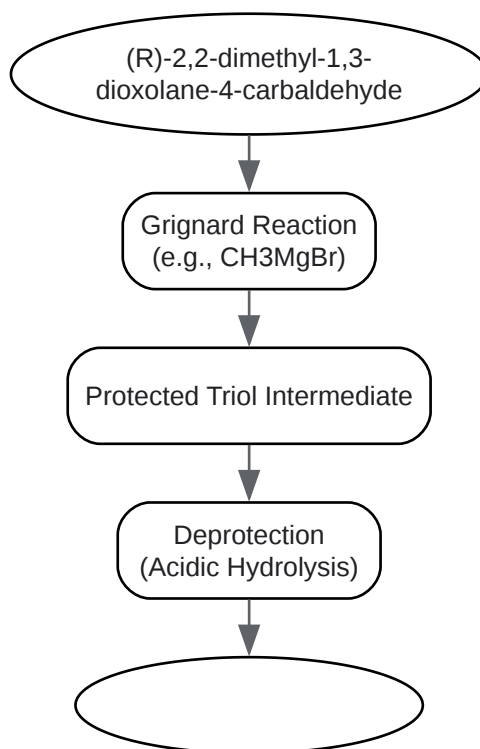 (R)-2,2-dimethyl-1,3-
dioxolane-4-carbaldehyde
Grignard Reaction
(e.g., CH3MgBr)
Protected Triol Intermediate
Deprotection
(Acidic Hydrolysis)